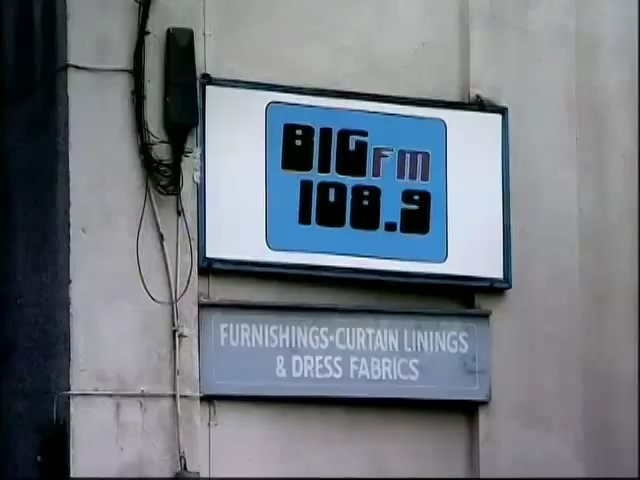 BIG FM
108.9
FURNISHINGS·CURTAIN LININGS
& DRESS FABRICS